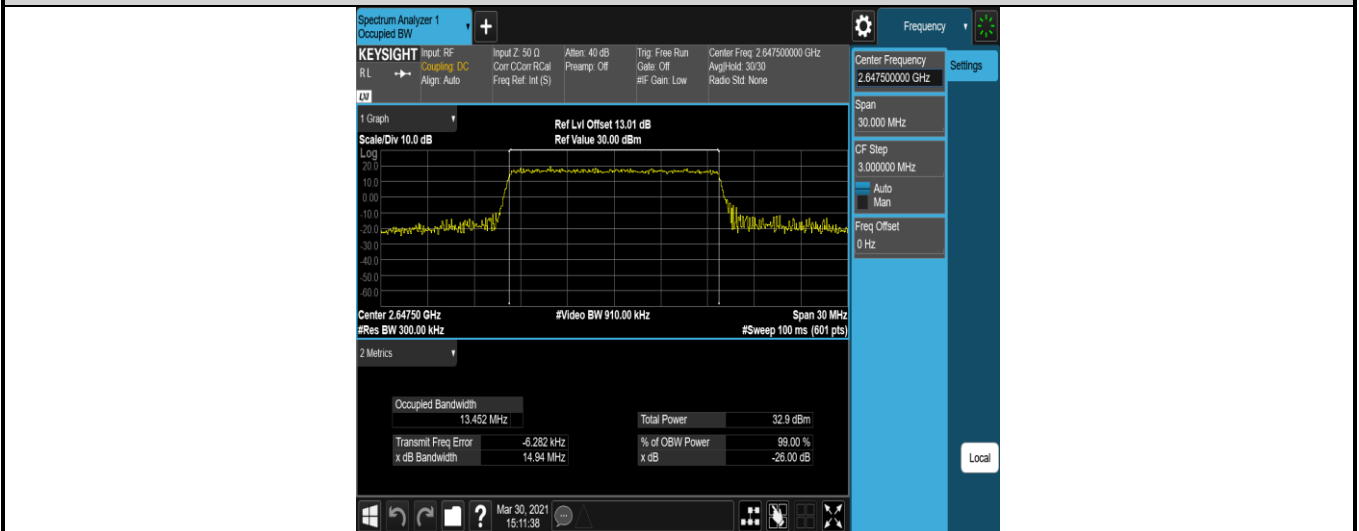 Spectrum Analyzer 1
Occupied BW
+
Frequency
KEYSIGHT Input: RF Input Z: 50 Ω Atten: 40 dB Trig: Free Run Center Freq: 2.647500000 GHz
RL Coupling: DC Corr CCorr RCal Preamp: Off Gate: Off Avg|Hold: 30/30
Align: Auto Freq Ref: Int (S) #IF Gain: Low Radio Std: None
LXI
Center Frequency
2.647500000 GHz
Settings
Span
30.000 MHz
CF Step
3.000000 MHz
Auto
Man
Freq Offset
0 Hz
1 Graph
Ref Lvl Offset 13.01 dB
Scale/Div 10.0 dB Ref Value 30.00 dBm
Log
20.0
10.0
0.00
-10.0
-20.0
-30.0
-40.0
-50.0
-60.0
Center 2.64750 GHz #Video BW 910.00 kHz Span 30 MHz
#Res BW 300.00 kHz #Sweep 100 ms (601 pts)
2 Metrics
Occupied Bandwidth
13.452 MHz Total Power 32.9 dBm
Transmit Freq Error -6.282 kHz % of OBW Power 99.00 %
x dB Bandwidth 14.94 MHz x dB -26.00 dB
Local
? Mar 30, 2021
15:11:38